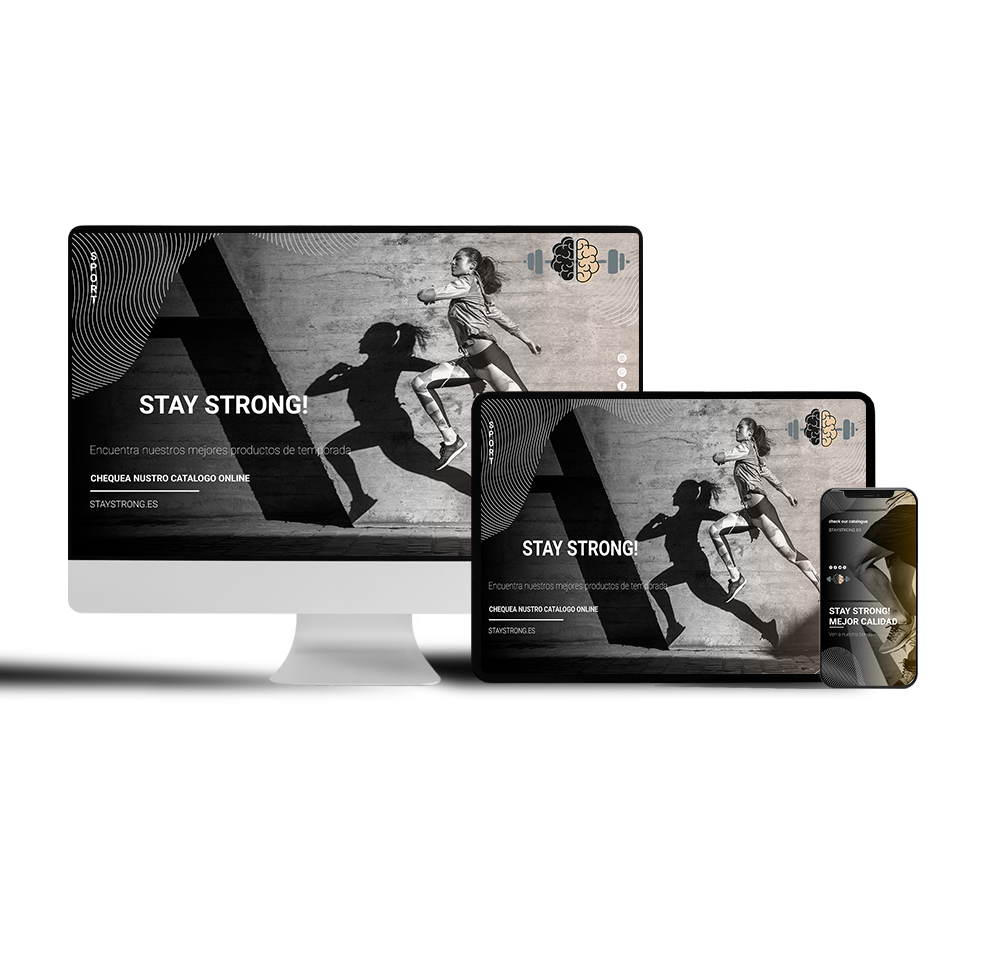 SPORT
STAY STRONG!
Encuentra nuestros mejores productos de temporada
CHEQUEA NUSTRO CATALOGO ONLINE
STAYSTRONG.ES
SPORT
STAY STRONG!
Encuentra nuestros mejores productos de temporada
CHEQUEA NUSTRO CATALOGO ONLINE
STAYSTRONG.ES
check our catalogue
STAYSTRONG.ES
STAY STRONG!
MEJOR CALIDAD
Ven a nuestra